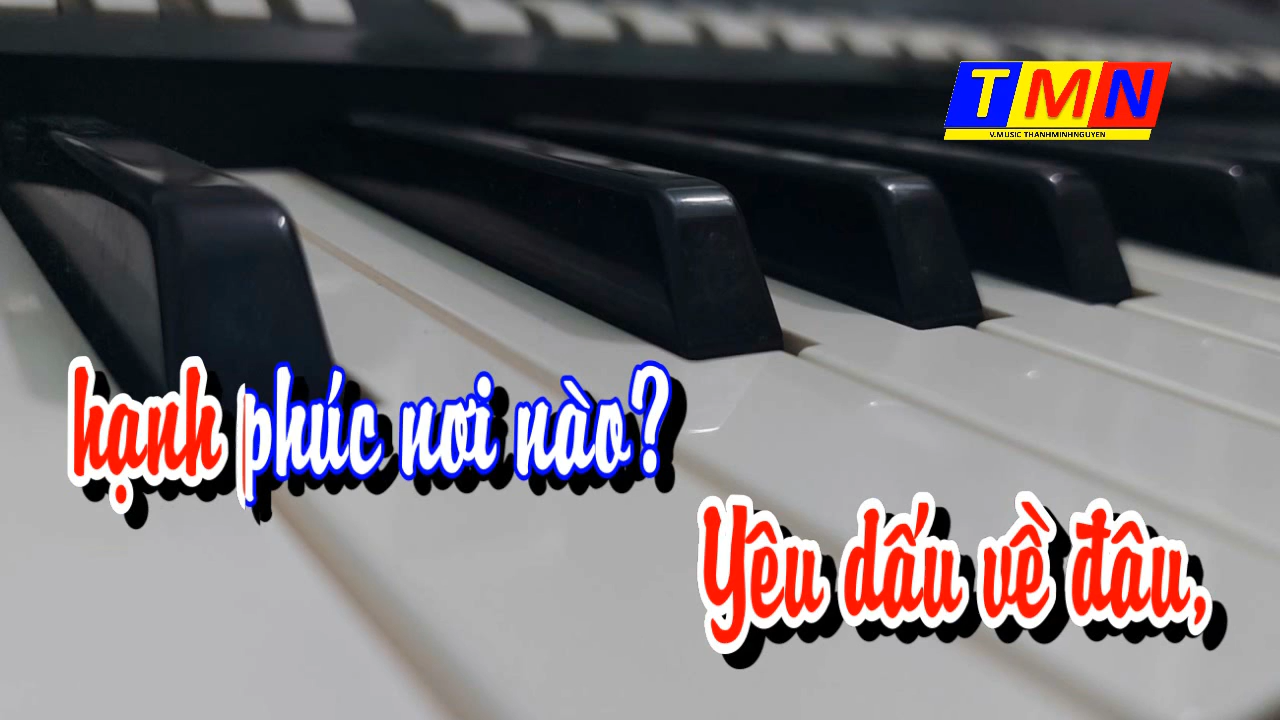 TMN
V.MUSIC THANHMINHNGUYEN
hạnh phúc nơi nào?
Yêu dấu về đâu,